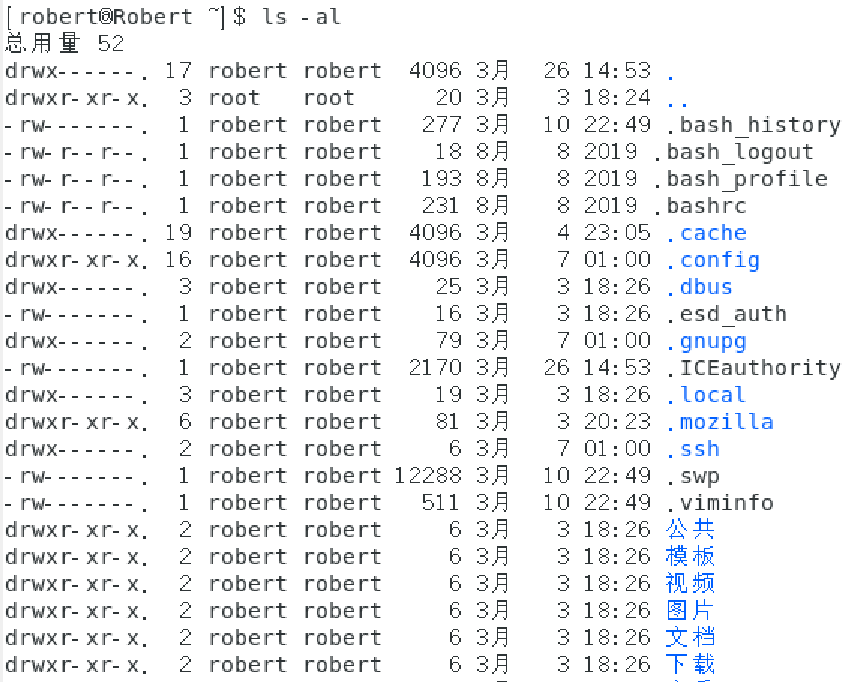 [robert@Robert ~]$ ls -al
总用量 52
drwx------. 17 robert robert  4096 3月  26 14:53 .
drwxr-xr-x.  3 root   root      20 3月   3 18:24 ..
-rw-------.  1 robert robert   277 3月  10 22:49 .bash_history
-rw-r--r--.  1 robert robert    18 8月   8 2019 .bash_logout
-rw-r--r--.  1 robert robert   193 8月   8 2019 .bash_profile
-rw-r--r--.  1 robert robert   231 8月   8 2019 .bashrc
drwx------. 19 robert robert  4096 3月   4 23:05 .cache
drwxr-xr-x. 16 robert robert  4096 3月   7 01:00 .config
drwx------.  3 robert robert    25 3月   3 18:26 .dbus
-rw-------.  1 robert robert    16 3月   3 18:26 .esd_auth
drwx------.  2 robert robert    79 3月   7 01:00 .gnupg
-rw-------.  1 robert robert  2170 3月  26 14:53 .ICEauthority
drwx------.  3 robert robert    19 3月   3 18:26 .local
drwxr-xr-x.  6 robert robert    81 3月   3 20:23 .mozilla
drwx------.  2 robert robert     6 3月   7 01:00 .ssh
-rw-------.  1 robert robert 12288 3月  10 22:49 .swp
-rw-------.  1 robert robert   511 3月  10 22:49 .viminfo
drwxr-xr-x.  2 robert robert     6 3月   3 18:26 公共
drwxr-xr-x.  2 robert robert     6 3月   3 18:26 模板
drwxr-xr-x.  2 robert robert     6 3月   3 18:26 视频
drwxr-xr-x.  2 robert robert     6 3月   3 18:26 图片
drwxr-xr-x.  2 robert robert     6 3月   3 18:26 文档
drwxr-xr-x.  2 robert robert     6 3月   3 18:26 下载